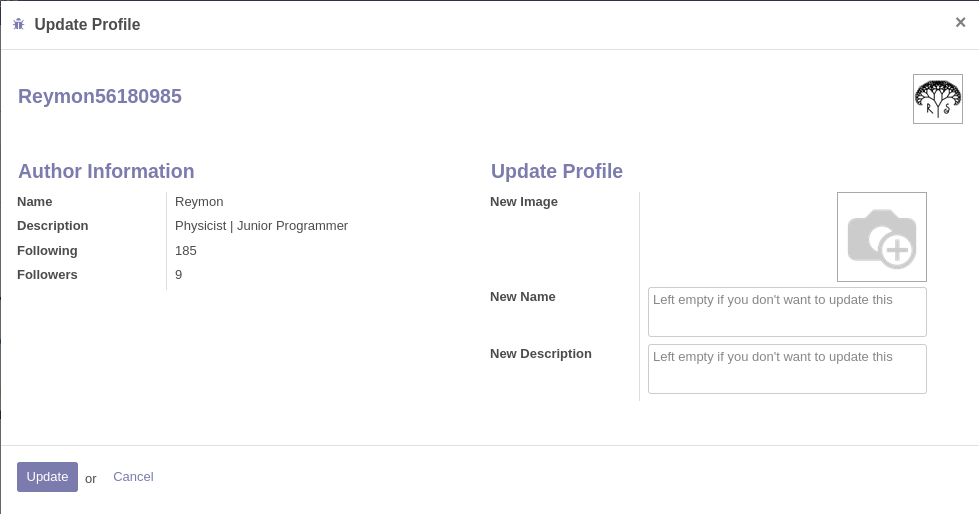 Update Profile
×
Reymon56180985
R S
Author Information
Name Reymon
Description Physicist | Junior Programmer
Following 185
Followers 9
Update Profile
New Image
New Name Left empty if you don't want to update this
New Description Left empty if you don't want to update this
Update or Cancel